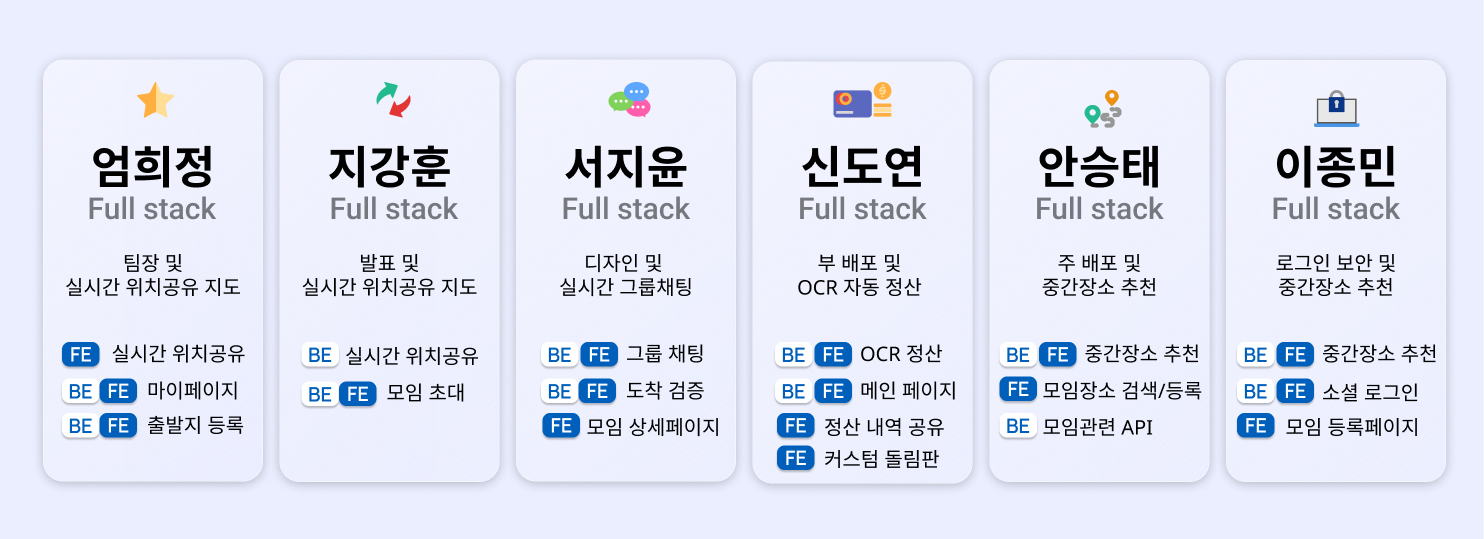 엄희정
Full stack
팀장 및
실시간 위치공유 지도
FE 실시간 위치공유
BE FE 마이페이지
BE FE 출발지 등록
지강훈
Full stack
발표 및
실시간 위치공유 지도
BE 실시간 위치공유
BE FE 모임 초대
서지윤
Full stack
디자인 및
실시간 그룹채팅
BE FE 그룹 채팅
BE FE 도착 검증
FE 모임 상세페이지
신도연
Full stack
부 배포 및
OCR 자동 정산
BE FE OCR 정산
BE FE 메인 페이지
FE 정산 내역 공유
FE 커스텀 돌림판
안승태
Full stack
주 배포 및
중간장소 추천
BE FE 중간장소 추천
FE 모임장소 검색/등록
BE 모임관련 API
이종민
Full stack
로그인 보안 및
중간장소 추천
BE FE 중간장소 추천
BE FE 소셜 로그인
FE 모임 등록페이지